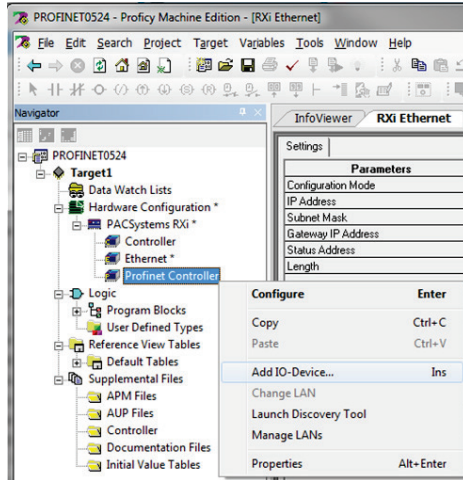 PROFINET0524 - Proficy Machine Edition - [RXi Ethernet]
File Edit Search Project Target Variables Tools Window Help
Navigator
InfoViewer RXi Ethernet
Settings
Parameters
Configuration Mode
IP Address
Subnet Mask
Gateway IP Address
Status Address
Length
PROFINET0524
Target1
Data Watch Lists
Hardware Configuration *
PACSystems RXi *
Controller
Ethernet *
Profinet Controller
Logic
Program Blocks
User Defined Types
Reference View Tables
Default Tables
Supplemental Files
APM Files
AUP Files
Controller
Documentation Files
Initial Value Tables
Configure Enter
Copy Ctrl+C
Paste Ctrl+V
Add IO-Device... Ins
Change LAN
Launch Discovery Tool
Manage LANs
Properties Alt+Enter